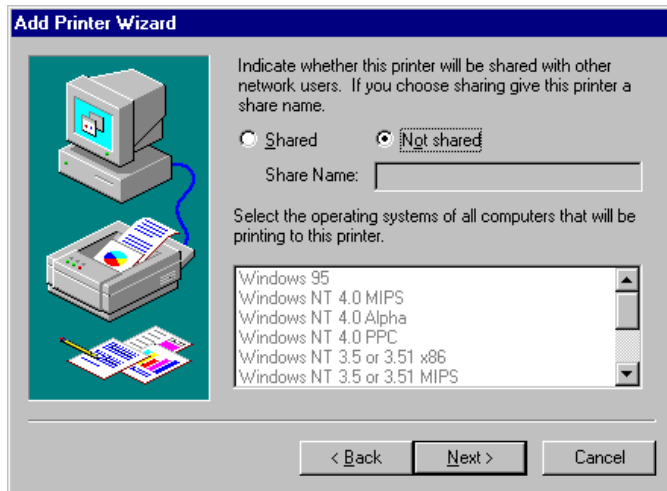 Add Printer Wizard
Indicate whether this printer will be shared with other
network users. If you choose sharing give this printer a
share name.
Shared Not shared
Share Name:
Select the operating systems of all computers that will be
printing to this printer.
Windows 95
Windows NT 4.0 MIPS
Windows NT 4.0 Alpha
Windows NT 4.0 PPC
Windows NT 3.5 or 3.51 x86
Windows NT 3.5 or 3.51 MIPS
< Back Next > Cancel